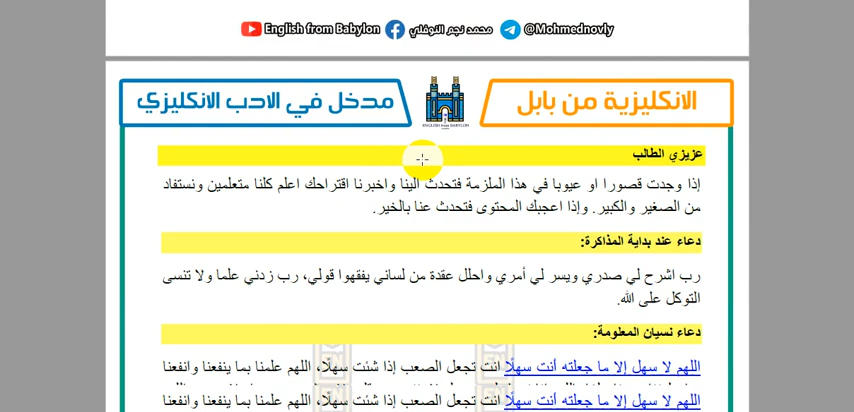 English from Babylon محمد نجم النوفلي @Mohmednovly
الانكليزية من بابل
مدخل في الادب الانكليزي
ENGLISH from BABYLON
عزيزي الطالب
إذا وجدت قصورا او عيوبا في هذا الملزمة فتحدث الينا واخبرنا اقتراحك اعلم كلنا متعلمين ونستفاد
من الصغير والكبير. وإذا اعجبك المحتوى فتحدث عنا بالخير.
دعاء عند بداية المذاكرة:
رب اشرح لي صدري ويسر لي أمري واحلل عقدة من لساني يفقهوا قولي، رب زدني علما ولا تنسى
التوكل على الله.
دعاء نسيان المعلومة:
اللهم لا سهل إلا ما جعلته أنت سهلًا انت تجعل الصعب إذا شئت سهلًا، اللهم علمنا بما ينفعنا وانفعنا
اللهم لا سهل إلا ما جعلته أنت سهلًا انت تجعل الصعب إذا شئت سهلًا، اللهم علمنا بما ينفعنا وانفعنا